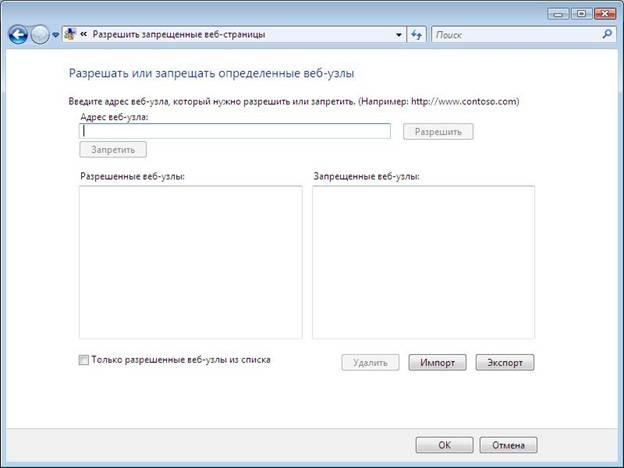 « Разрешить запрещенные веб-страницы
Поиск
Разрешать или запрещать определенные веб-узлы
Введите адрес веб-узла, который нужно разрешить или запретить. (Например: http://www.contoso.com)
Адрес веб-узла:
Разрешить
Запретить
Разрешенные веб-узлы: Запрещенные веб-узлы:
Только разрешенные веб-узлы из списка
Удалить Импорт Экспорт
OK Отмена